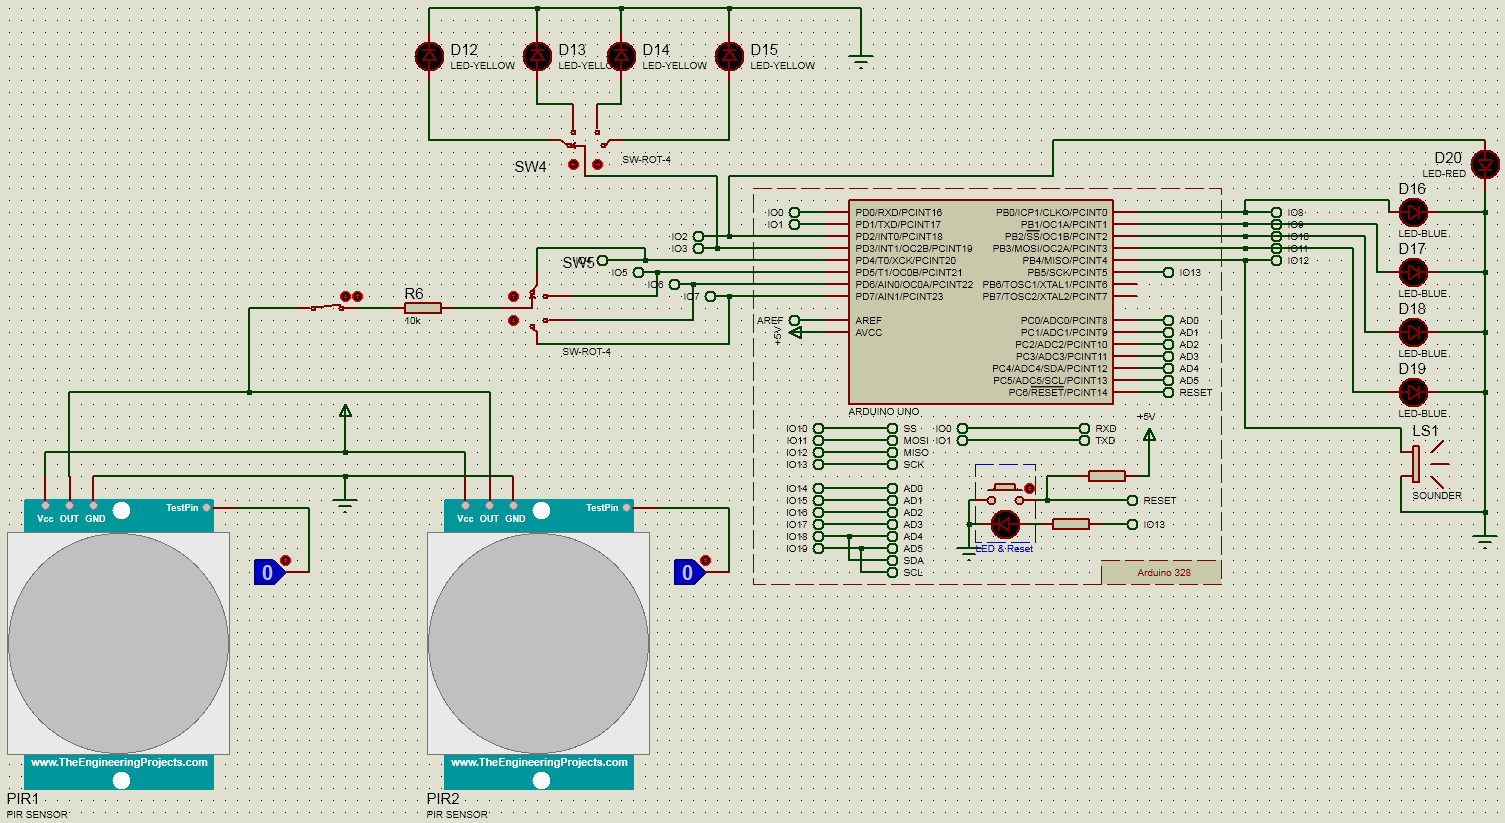 D12
LED-YELLOW
D13
D14
LED-YELLOW
D15
LED-YELLOW
SW4
SW-ROT-4
D20
LED-RED
D16
LED-BLUE
D17
LED-BLUE
D18
LED-BLUE
D19
LED-BLUE
LS1
SOUNDER
SW5
SW-ROT-4
R6
10k
IO0
IO1
IO2
IO3
IO5
IO6
IO7
AREF
+5V
PD0/RXD/PCINT16
PD1/TXD/PCINT17
PD2/INT0/PCINT18
PD3/INT1/OC2B/PCINT19
PD4/T0/XCK/PCINT20
PD5/T1/OC0B/PCINT21
PD6/AIN0/OC0A/PCINT22
PD7/AIN1/PCINT23
AREF
AVCC
PB0/ICP1/CLKO/PCINT0
PB1/OC1A/PCINT1
PB2/SS/OC1B/PCINT2
PB3/MOSI/OC2A/PCINT3
PB4/MISO/PCINT4
PB5/SCK/PCINT5
PB6/TOSC1/XTAL1/PCINT6
PB7/TOSC2/XTAL2/PCINT7
PC0/ADC0/PCINT8
PC1/ADC1/PCINT9
PC2/ADC2/PCINT10
PC3/ADC3/PCINT11
PC4/ADC4/SDA/PCINT12
PC5/ADC5/SCL/PCINT13
PC6/RESET/PCINT14
IO8
IO9
IO10
IO11
IO12
IO13
AD0
AD1
AD2
AD3
AD4
AD5
RESET
ARDUINO UNO
IO10 SS
IO11 MOSI
IO12 MISO
IO13 SCK
IO0 RXD
IO1 TXD
+5V
IO14 AD0
IO15 AD1
IO16 AD2
IO17 AD3
IO18 AD4
IO19 AD5
SDA
SCL
RESET
IO13
LED & Reset
Arduino 328
Vcc OUT GND
TestPin
0
www.TheEngineeringProjects.com
PIR1
PIR SENSOR
Vcc OUT GND
TestPin
0
www.TheEngineeringProjects.com
PIR2
PIR SENSOR